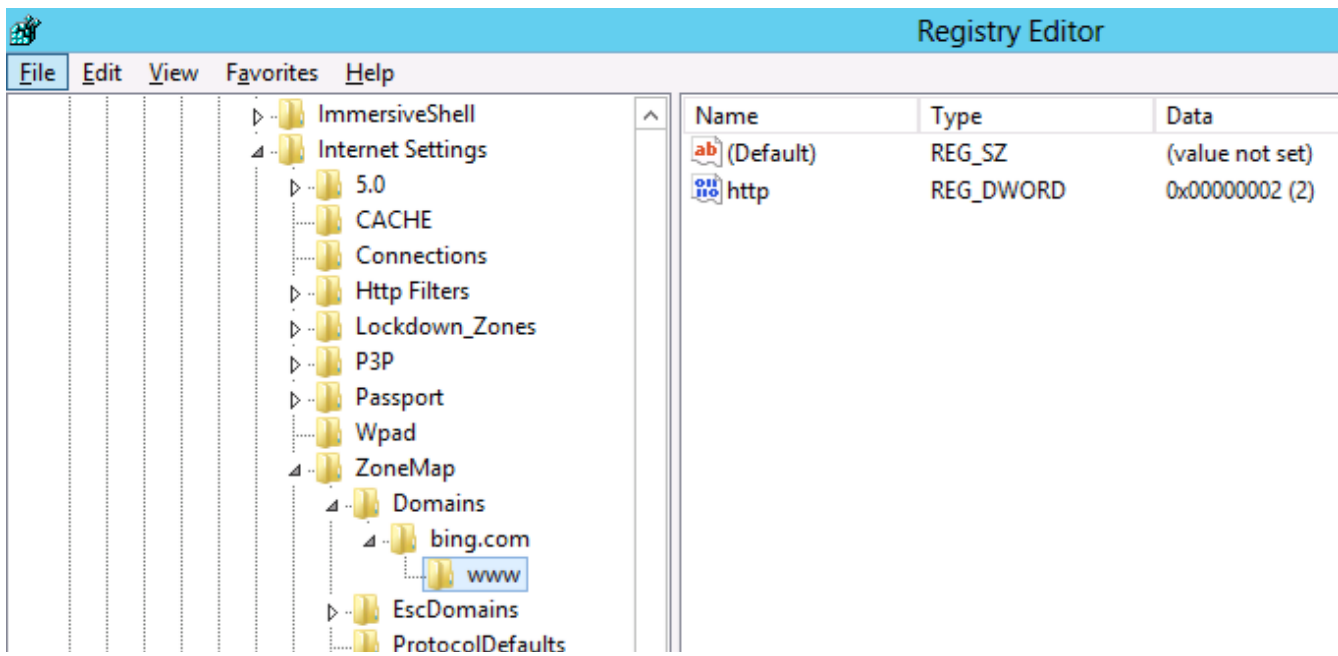 Registry Editor
File Edit View Favorites Help
ImmersiveShell
Internet Settings
5.0
CACHE
Connections
Http Filters
Lockdown_Zones
P3P
Passport
Wpad
ZoneMap
Domains
bing.com
www
EscDomains
ProtocolDefaults
Name Type Data
ab (Default) REG_SZ (value not set)
http REG_DWORD 0x00000002 (2)